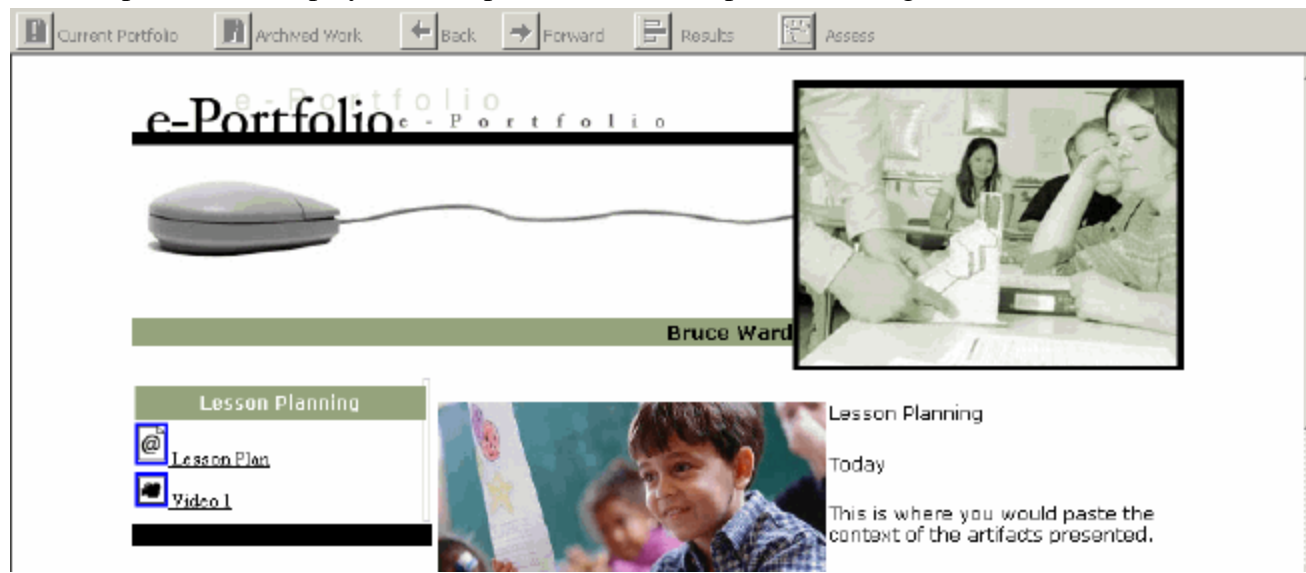 Current Portfolio Archived Work Back Forward Results Assess
e-Portfolio
e-Portfolio e-Portfolio
Bruce Ward
Lesson Planning
@ Lesson Plan
Video 1
Lesson Planning
Today
This is where you would paste the
context of the artifacts presented.